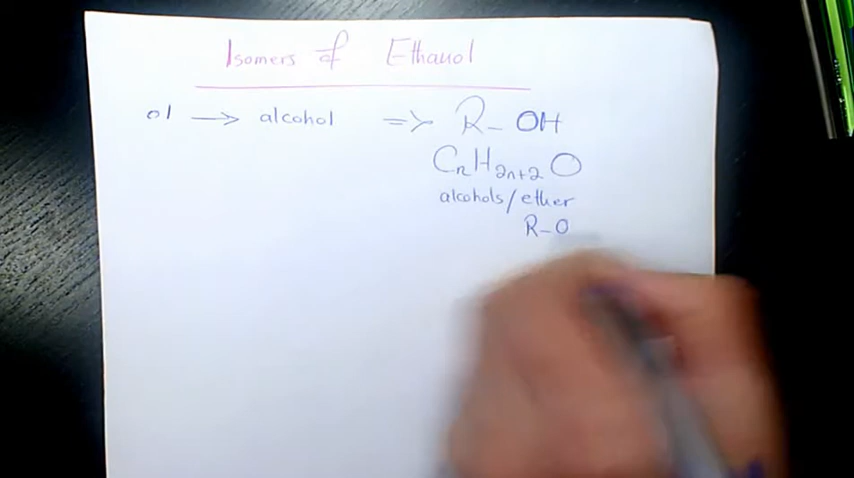 Isomers of Ethanol
ol → alcohol => R- OH
CnH2n+2O
alcohols/ether
R-O